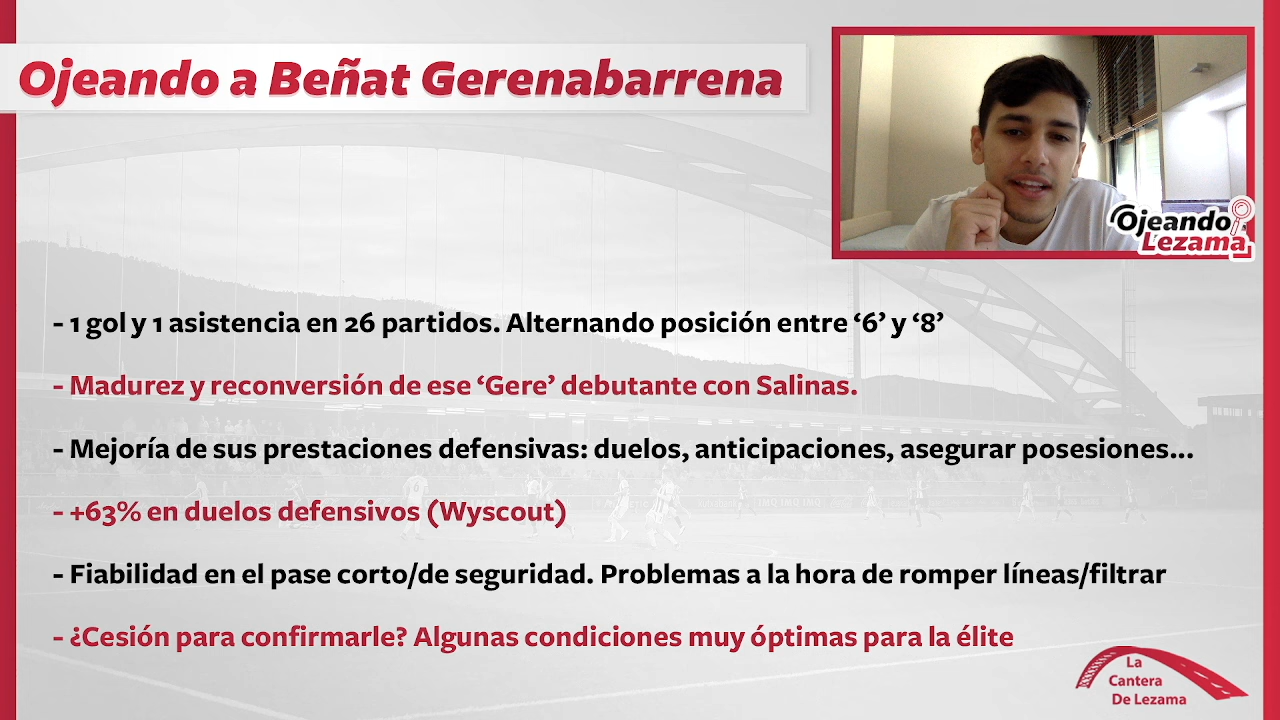 Ojeando a Beñat Gerenabarrena
Ojeando
Lezama
- 1 gol y 1 asistencia en 26 partidos. Alternando posición entre ‘6’ y ‘8’
- Madurez y reconversión de ese ‘Gere’ debutante con Salinas.
- Mejoría de sus prestaciones defensivas: duelos, anticipaciones, asegurar posesiones...
- +63% en duelos defensivos (Wyscout)
- Fiabilidad en el pase corto/de seguridad. Problemas a la hora de romper líneas/filtrar
- ¿Cesión para confirmarle? Algunas condiciones muy óptimas para la élite
La
Cantera
De Lezama